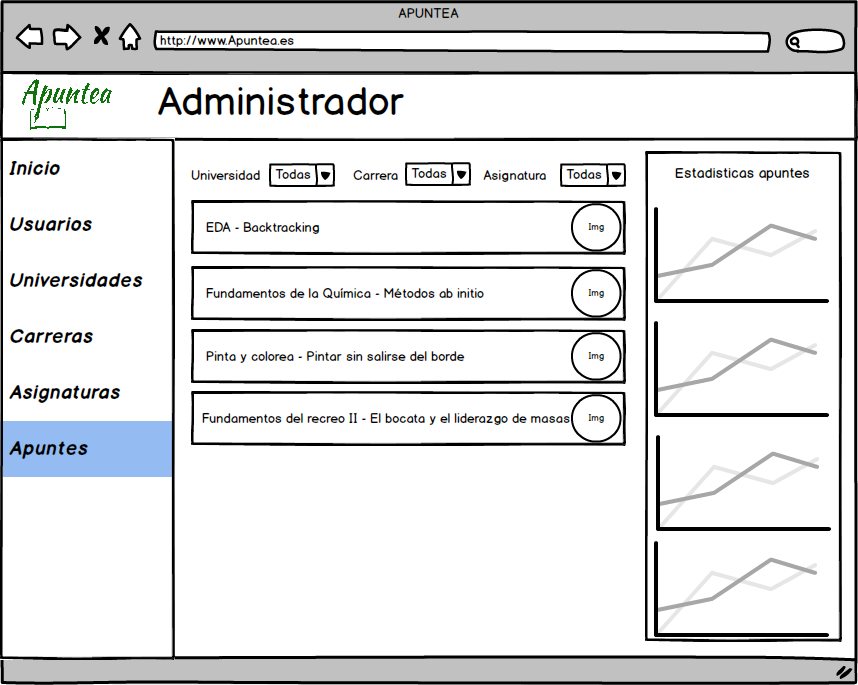 APUNTEA
http://www.Apuntea.es
Apuntea
Administrador
Inicio
Usuarios
Universidades
Carreras
Asignaturas
Apuntes
Universidad Todas Carrera Todas Asignatura Todas
EDA - Backtracking Img
Fundamentos de la Química - Métodos ab initio Img
Pinta y colorea - Pintar sin salirse del borde Img
Fundamentos del recreo II - El bocata y el liderazgo de masas Img
Estadisticas apuntes